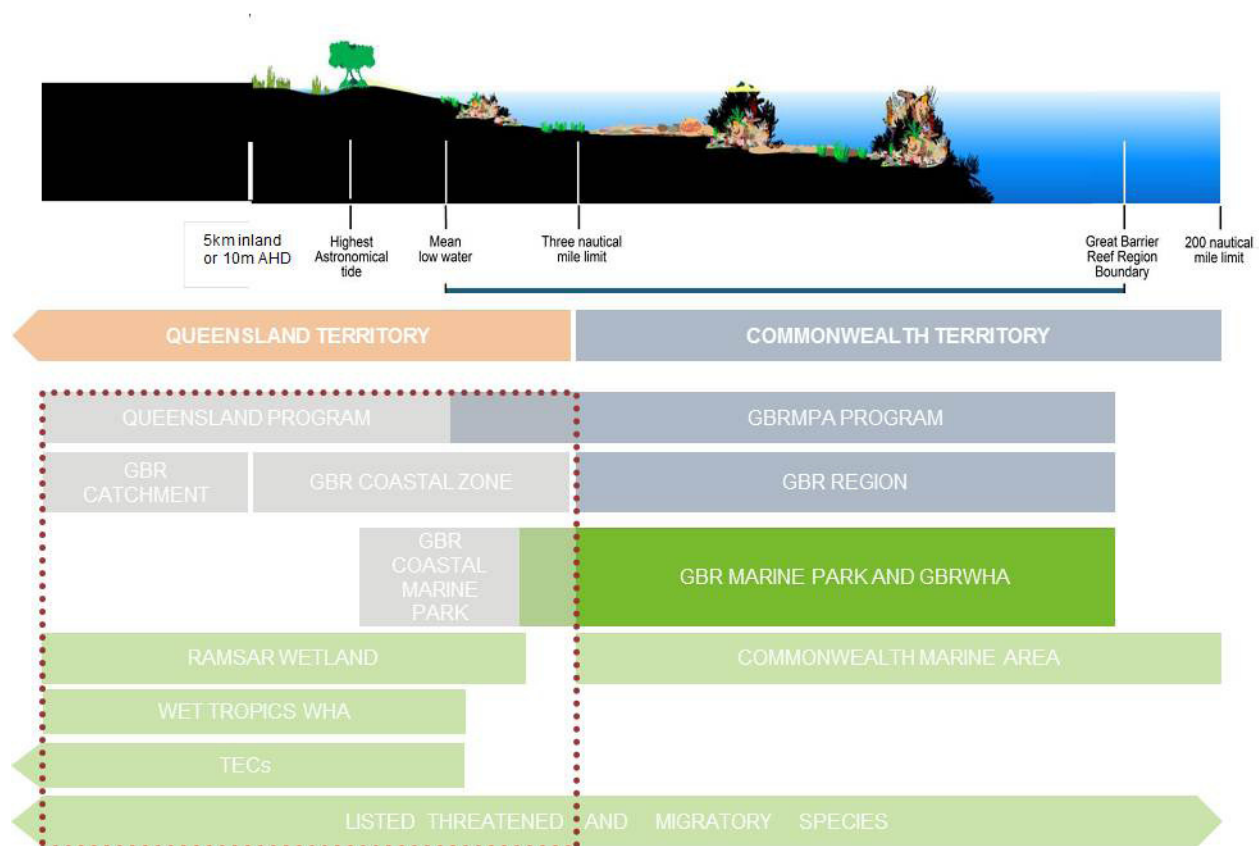 5km inland
or 10m AHD
Highest
Astronomical
tide
Mean
low water
Three nautical
mile limit
Great Barrier
Reef Region
Boundary
200 nautical
mile limit
QUEENSLAND TERRITORY
COMMONWEALTH TERRITORY
QUEENSLAND PROGRAM
GBRMPA PROGRAM
GBR
CATCHMENT
GBR COASTAL ZONE
GBR REGION
GBR
COASTAL
MARINE
PARK
GBR MARINE PARK AND GBRWHA
RAMSAR WETLAND
COMMONWEALTH MARINE AREA
WET TROPICS WHA
TECs
LISTED THREATENED AND MIGRATORY SPECIES